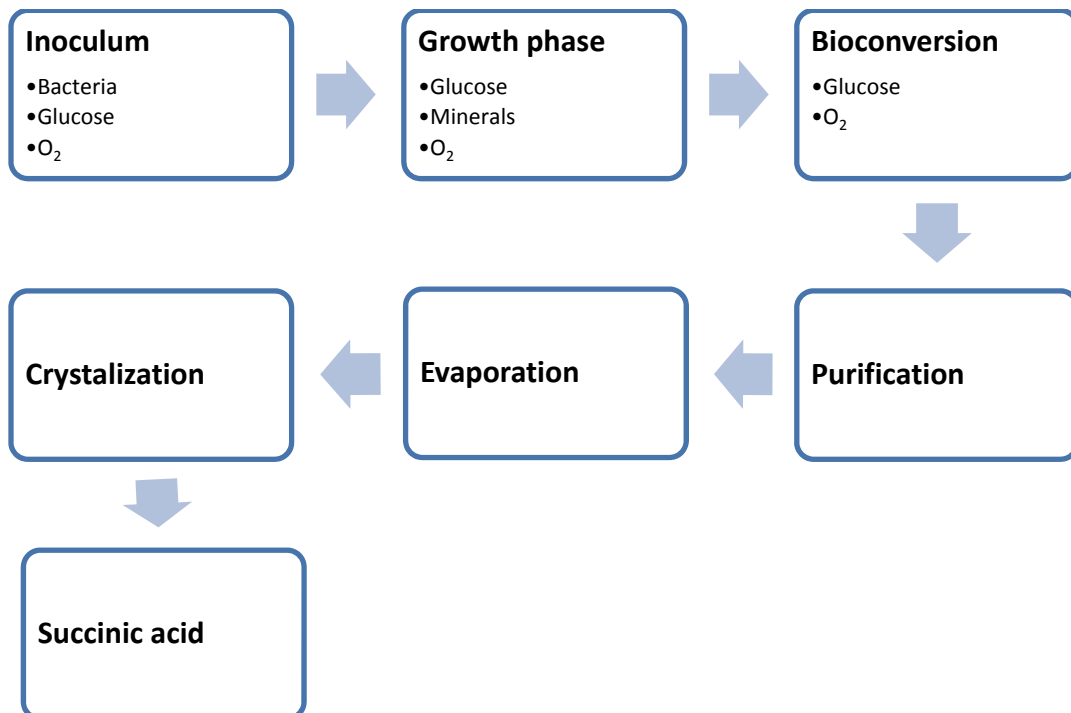 Inoculum
•Bacteria
•Glucose
•O₂
Growth phase
•Glucose
•Minerals
•O₂
Bioconversion
•Glucose
•O₂
Purification
Evaporation
Crystalization
Succinic acid